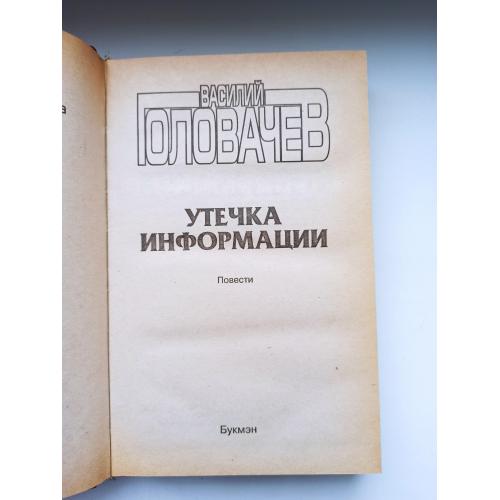 а
ВАСИЛИЙ
ГОЛОВАЧЕВ
УТЕЧКА
ИНФОРМАЦИИ
Повести
Букмэн